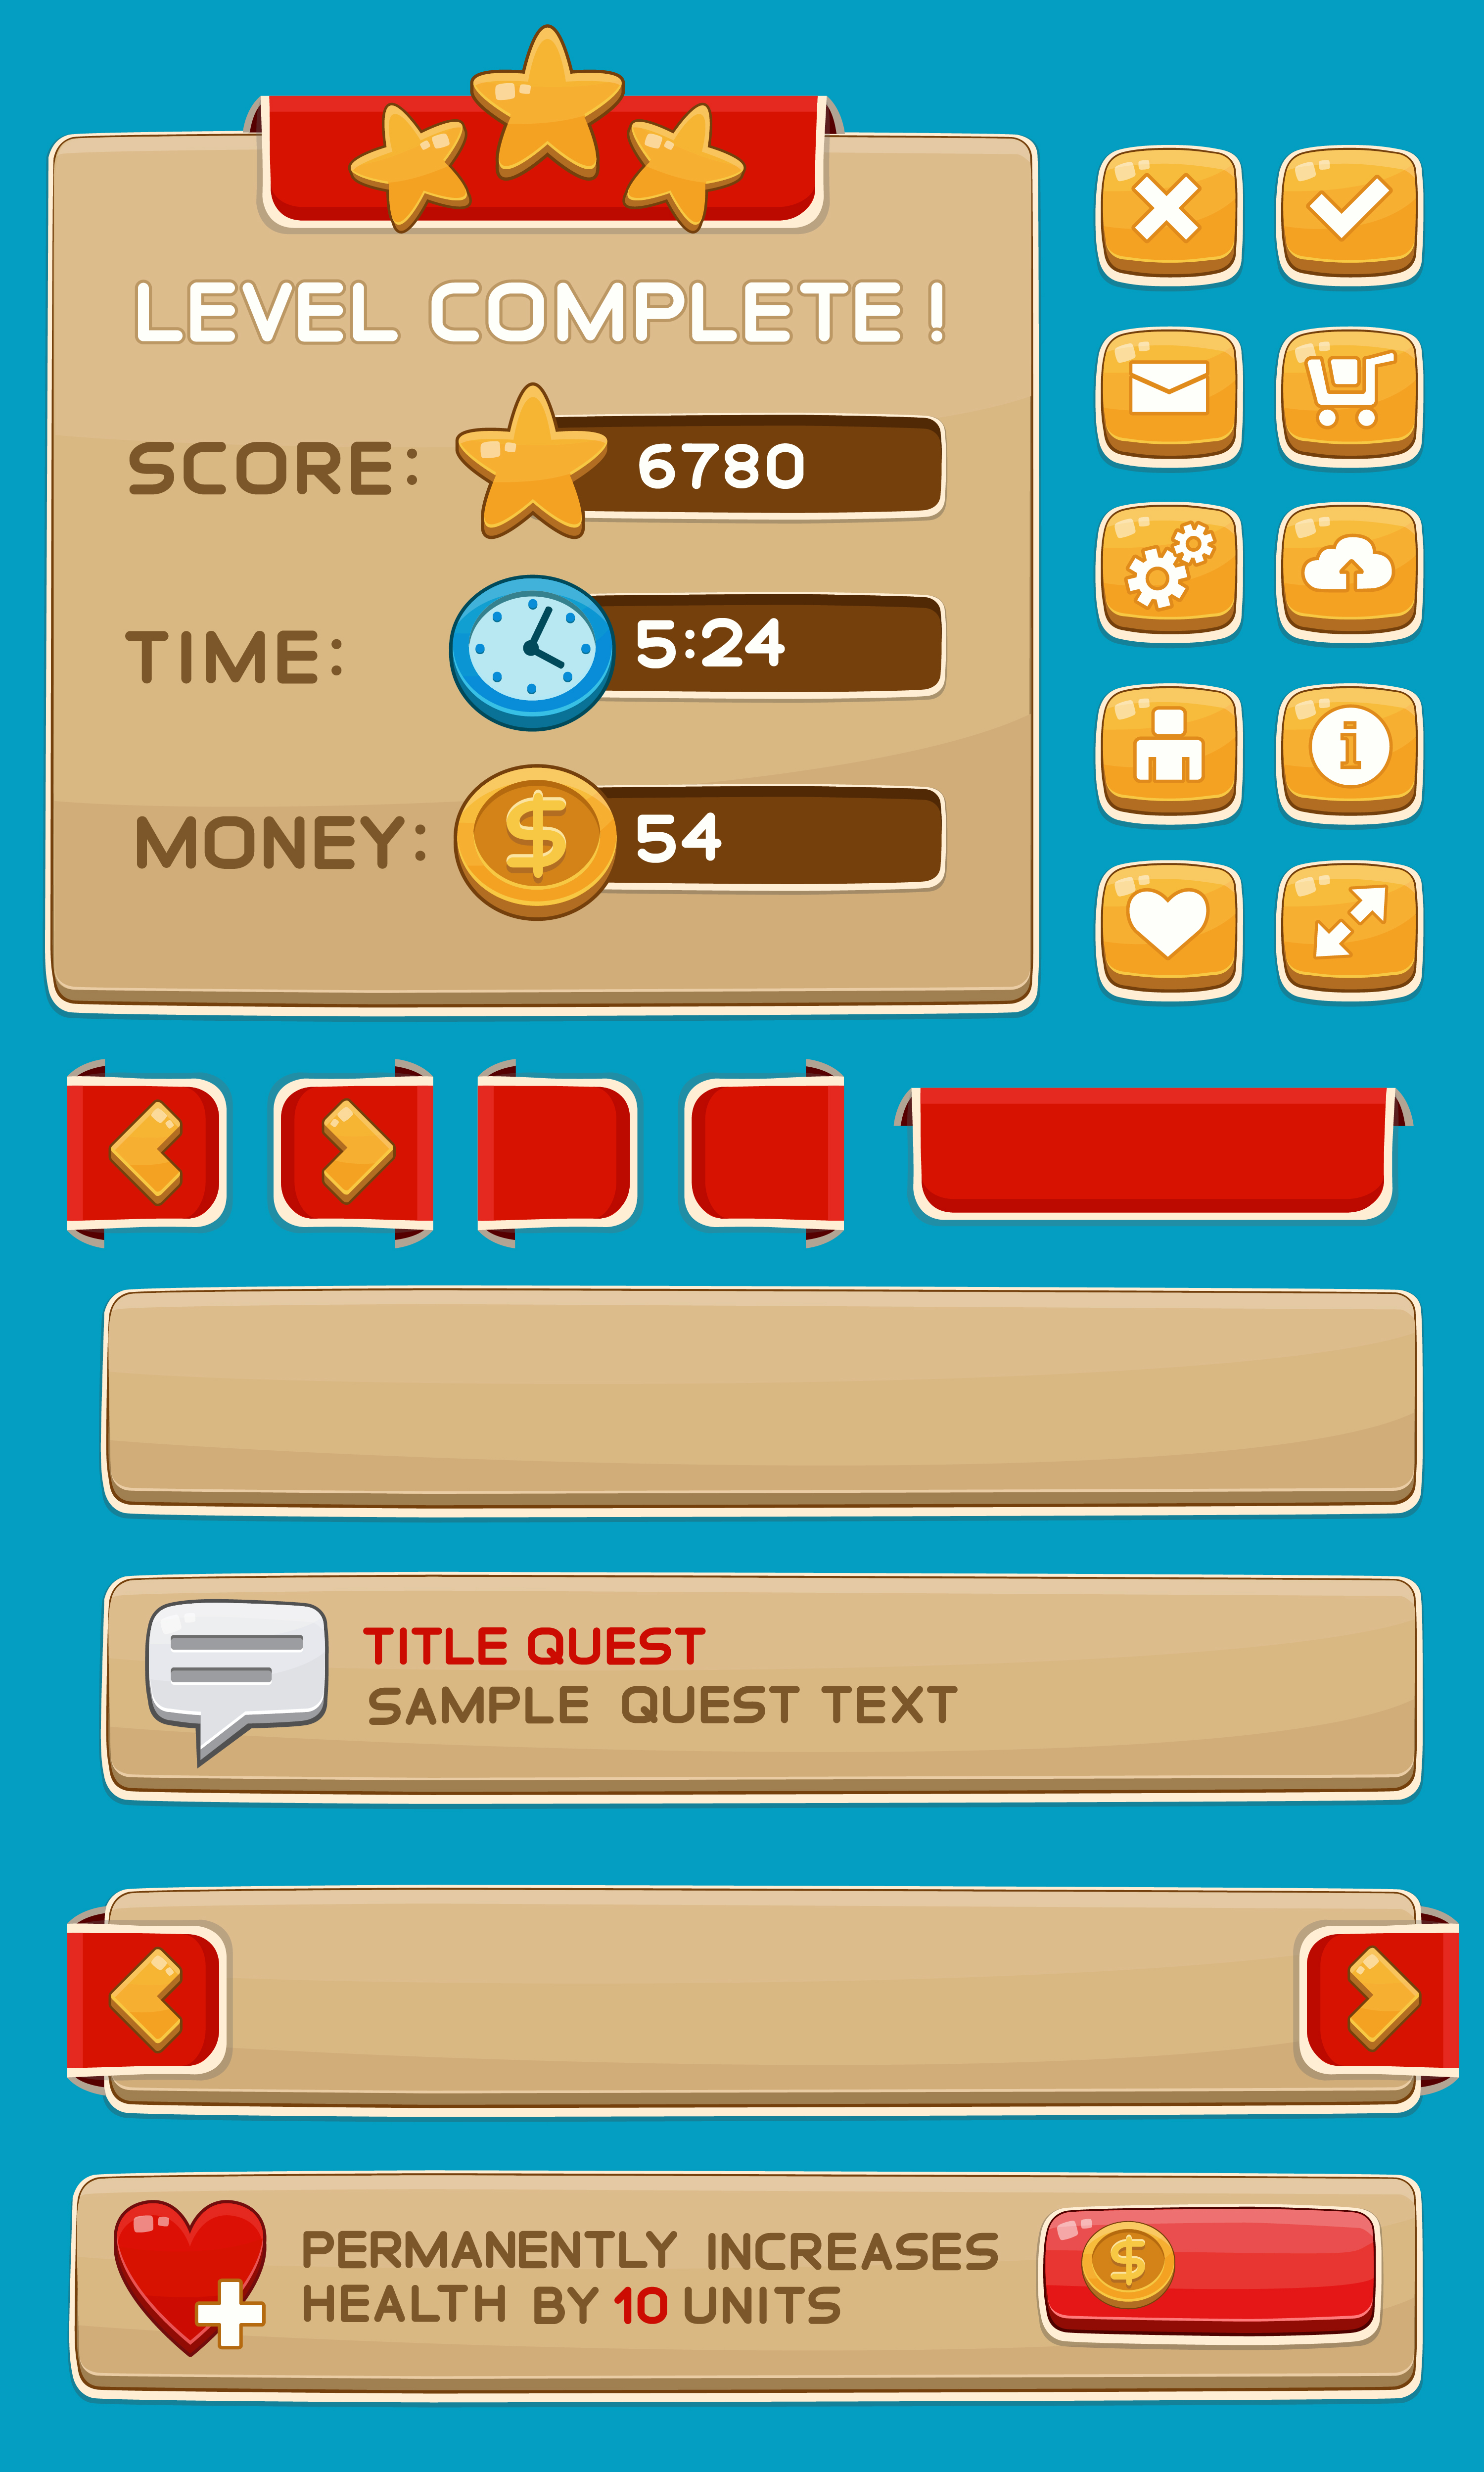 LEVEL COMPLETE !
SCORE: 6780
TIME: 5:24
MONEY: $ 54
i
TITLE QUEST
SAMPLE QUEST TEXT
PERMANENTLY INCREASES
HEALTH BY 10 UNITS
$